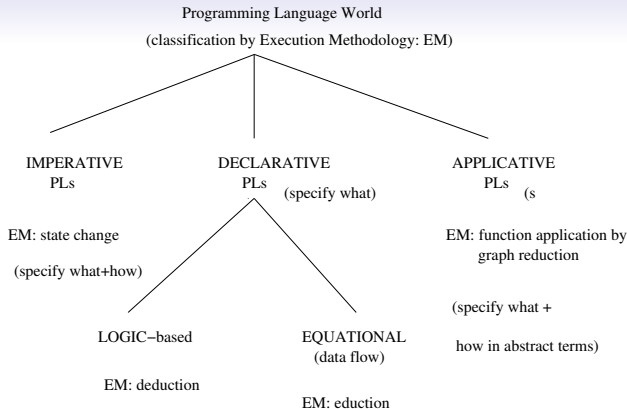 Programming Language World
(classification by Execution Methodology: EM)
IMPERATIVE
PLs
DECLARATIVE
PLs
(specify what)
APPLICATIVE
PLs
(s
EM: state change
(specify what+how)
EM: function application by
graph reduction
(specify what +
how in abstract terms)
LOGIC−based
EM: deduction
EQUATIONAL
(data flow)
EM: eduction